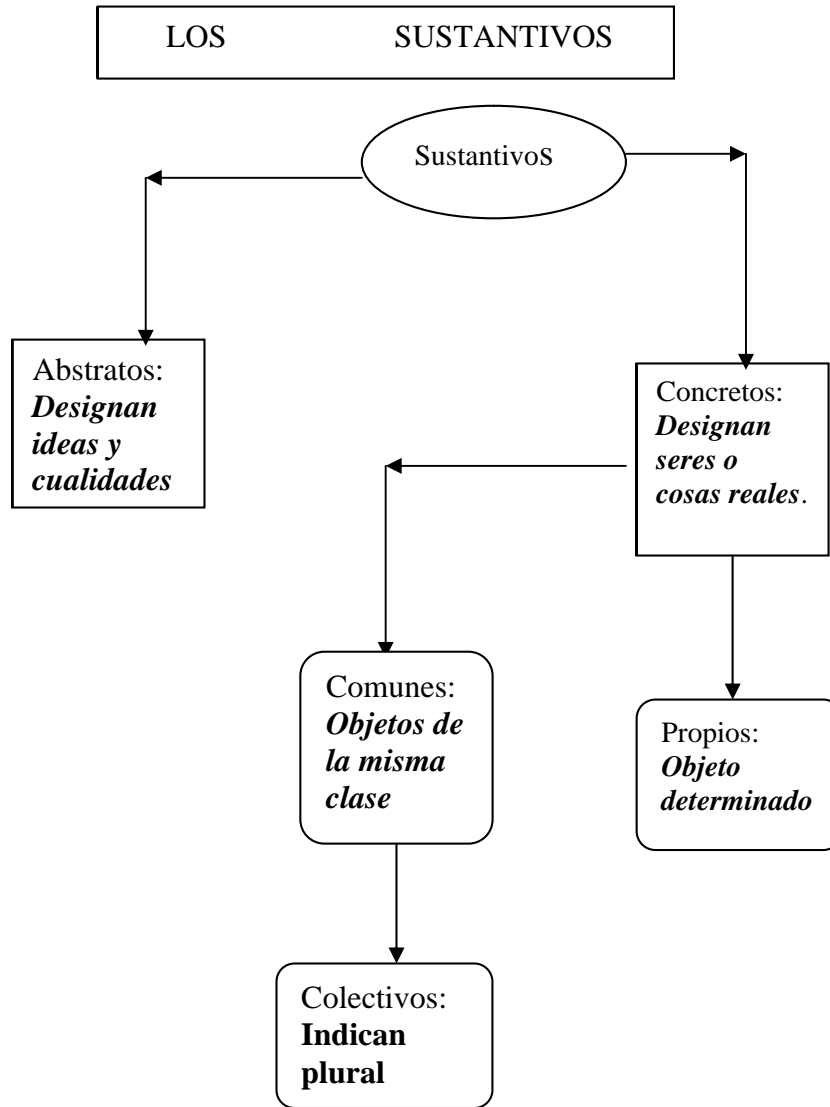 LOS SUSTANTIVOS
Sustantivos
Abstratos:
Designan
ideas y
cualidades
Concretos:
Designan
seres o
cosas reales.
Comunes:
Objetos de
la misma
clase
Propios:
Objeto
determinado
Colectivos:
Indican
plural